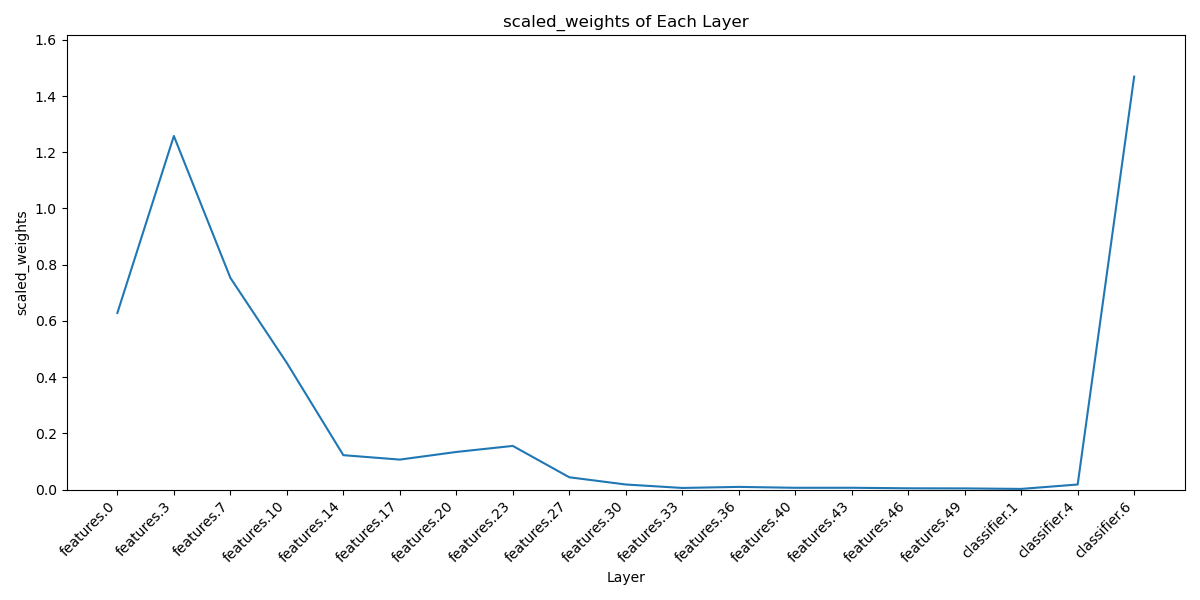 scaled_weights of Each Layer
scaled_weights
1.6
1.4
1.2
1.0
0.8
0.6
0.4
0.2
0.0
features.0
features.3
features.7
features.10
features.14
features.17
features.20
features.23
features.27
features.30
features.33
features.36
features.40
features.43
features.46
features.49
classifier.1
classifier.4
classifier.6
Layer